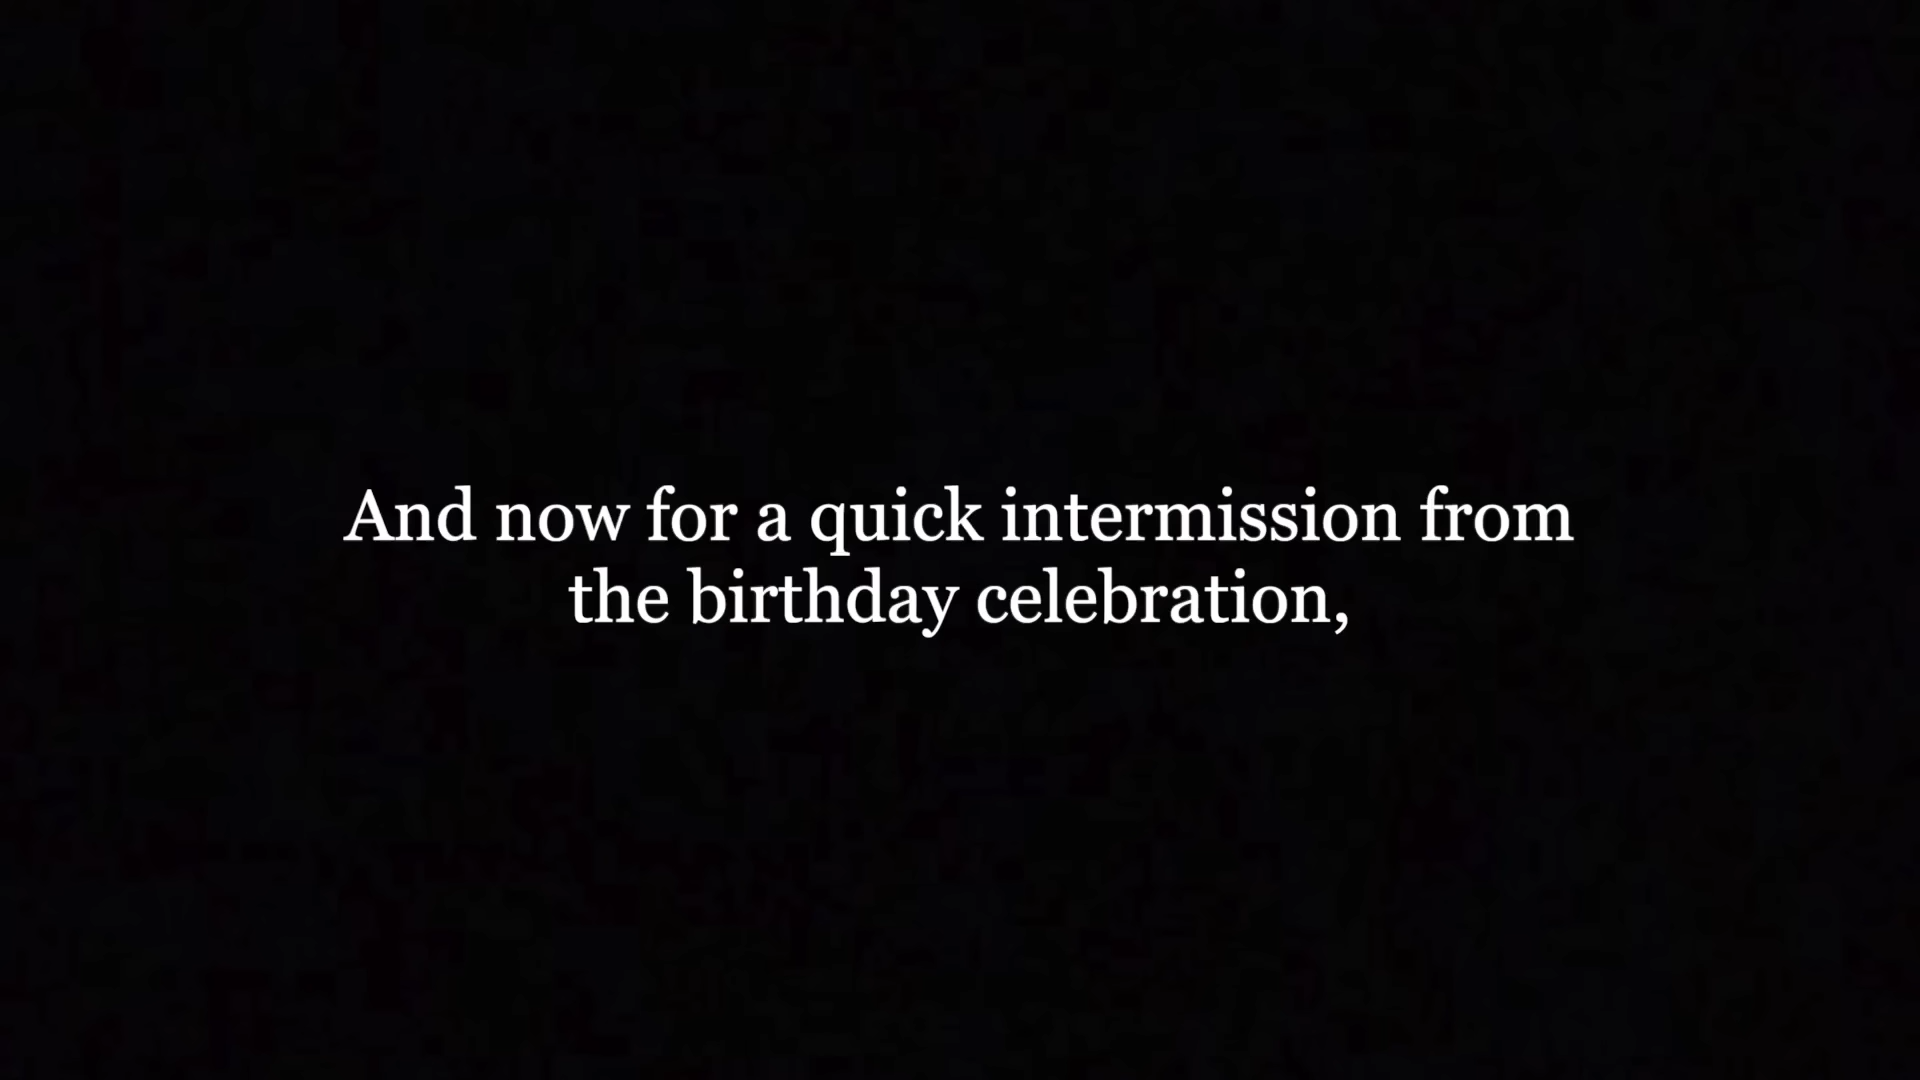 And now for a quick intermission from
the birthday celebration,